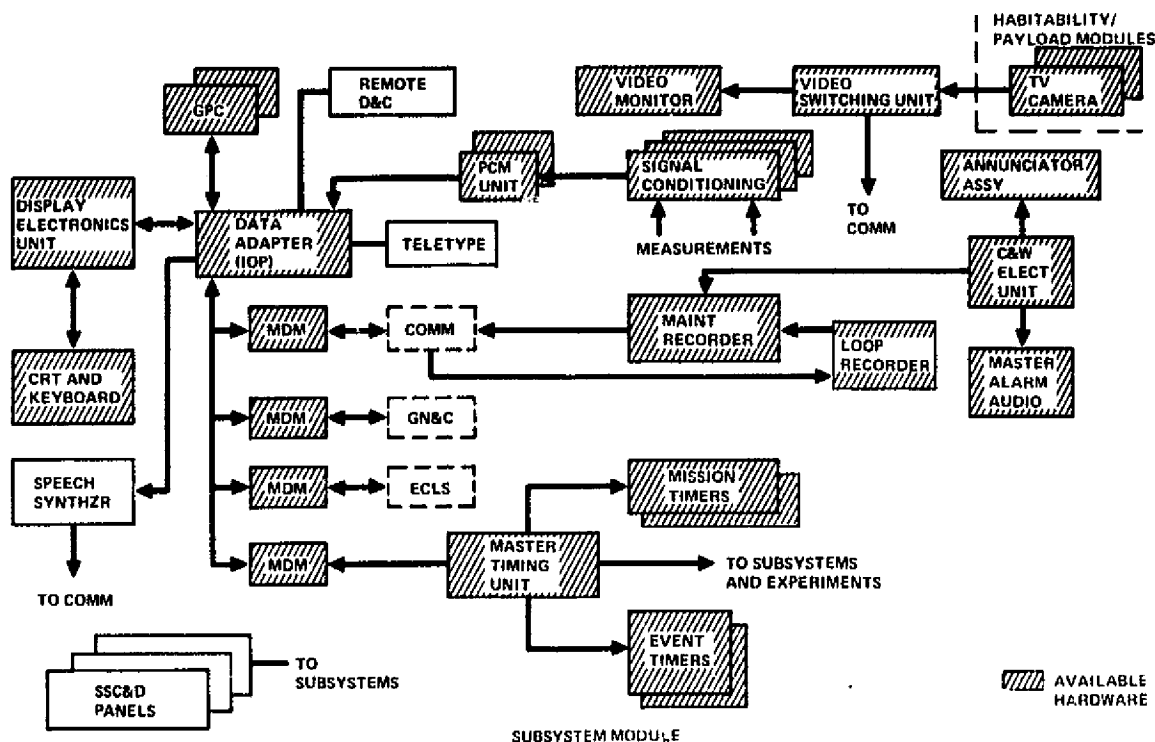 HABITABILITY/
PAYLOAD MODULES
REMOTE
D&C
VIDEO
MONITOR
VIDEO
SWITCHING UNIT
TV
CAMERA
GPC
PCM
UNIT
SIGNAL
CONDITIONING
ANNUNCIATOR
ASSY
DISPLAY
ELECTRONICS
UNIT
DATA
ADAPTER
(IOP)
TELETYPE
MEASUREMENTS
TO
COMM
C&W
ELECT
UNIT
MDM
COMM
MAINT
RECORDER
LOOP
RECORDER
MASTER
ALARM
AUDIO
CRT AND
KEYBOARD
MDM
GN&C
SPEECH
SYNTHZR
MDM
ECLS
MISSION
TIMERS
MDM
MASTER
TIMING
UNIT
TO SUBSYSTEMS
AND EXPERIMENTS
TO COMM
EVENT
TIMERS
TO
SUBSYSTEMS
SSC&D
PANELS
AVAILABLE
HARDWARE
SUBSYSTEM MODULE